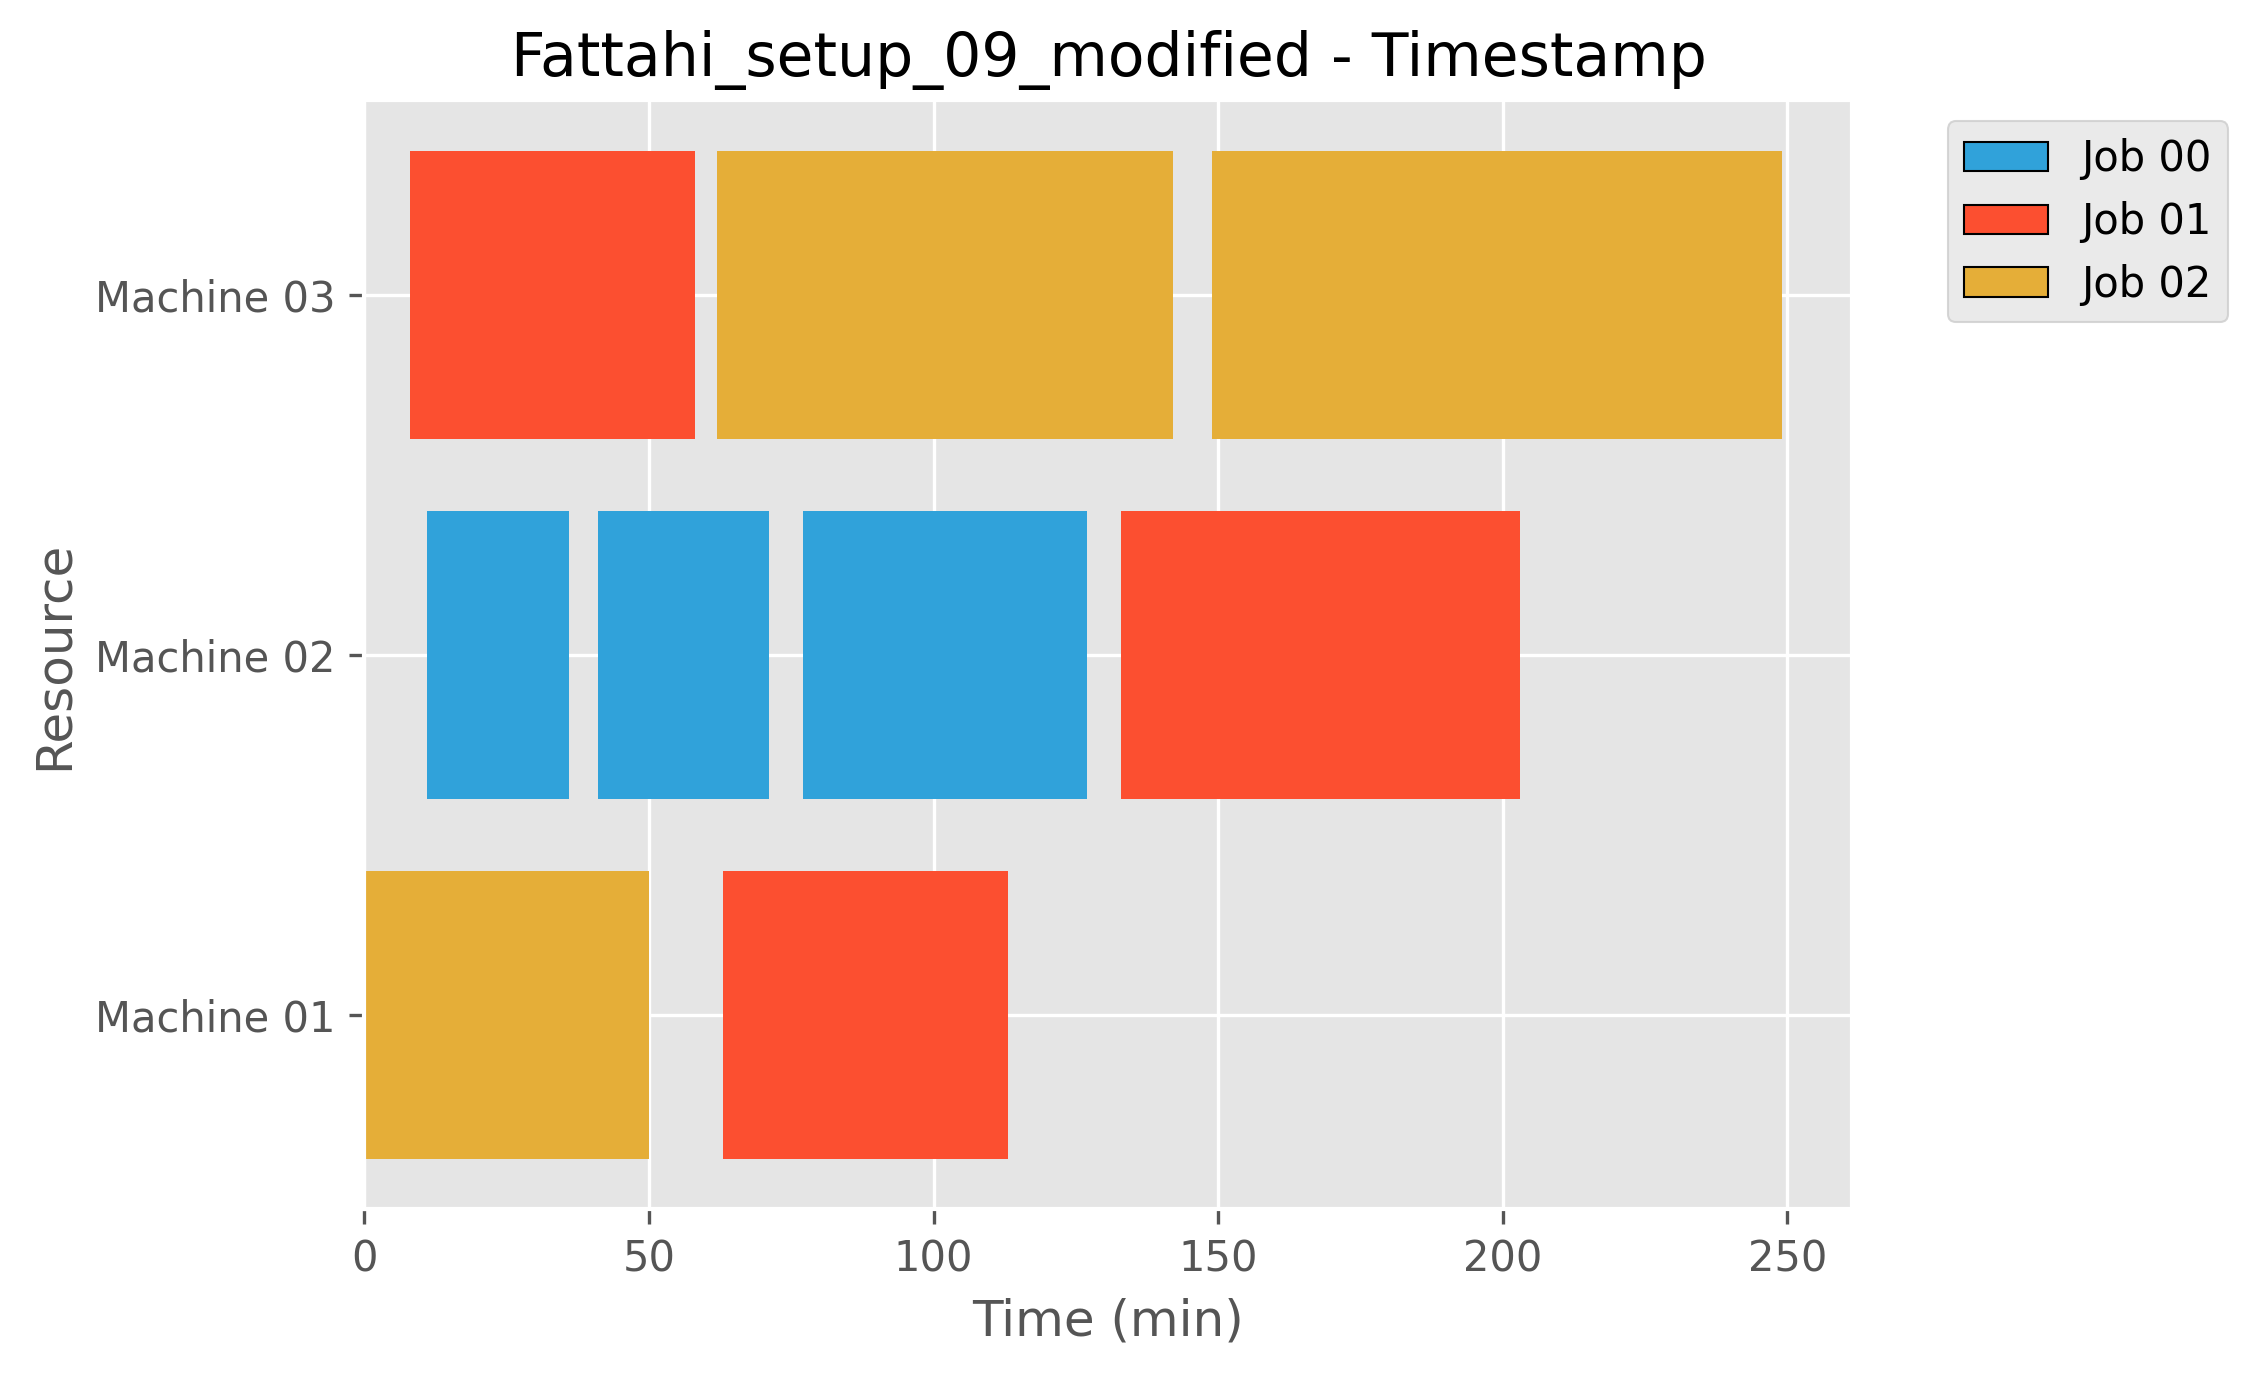 Fattahi_setup_09_modified - Timestamp
Job 00
Job 01
Job 02
Machine 03
Machine 02
Machine 01
Resource
0 50 100 150 200 250
Time (min)